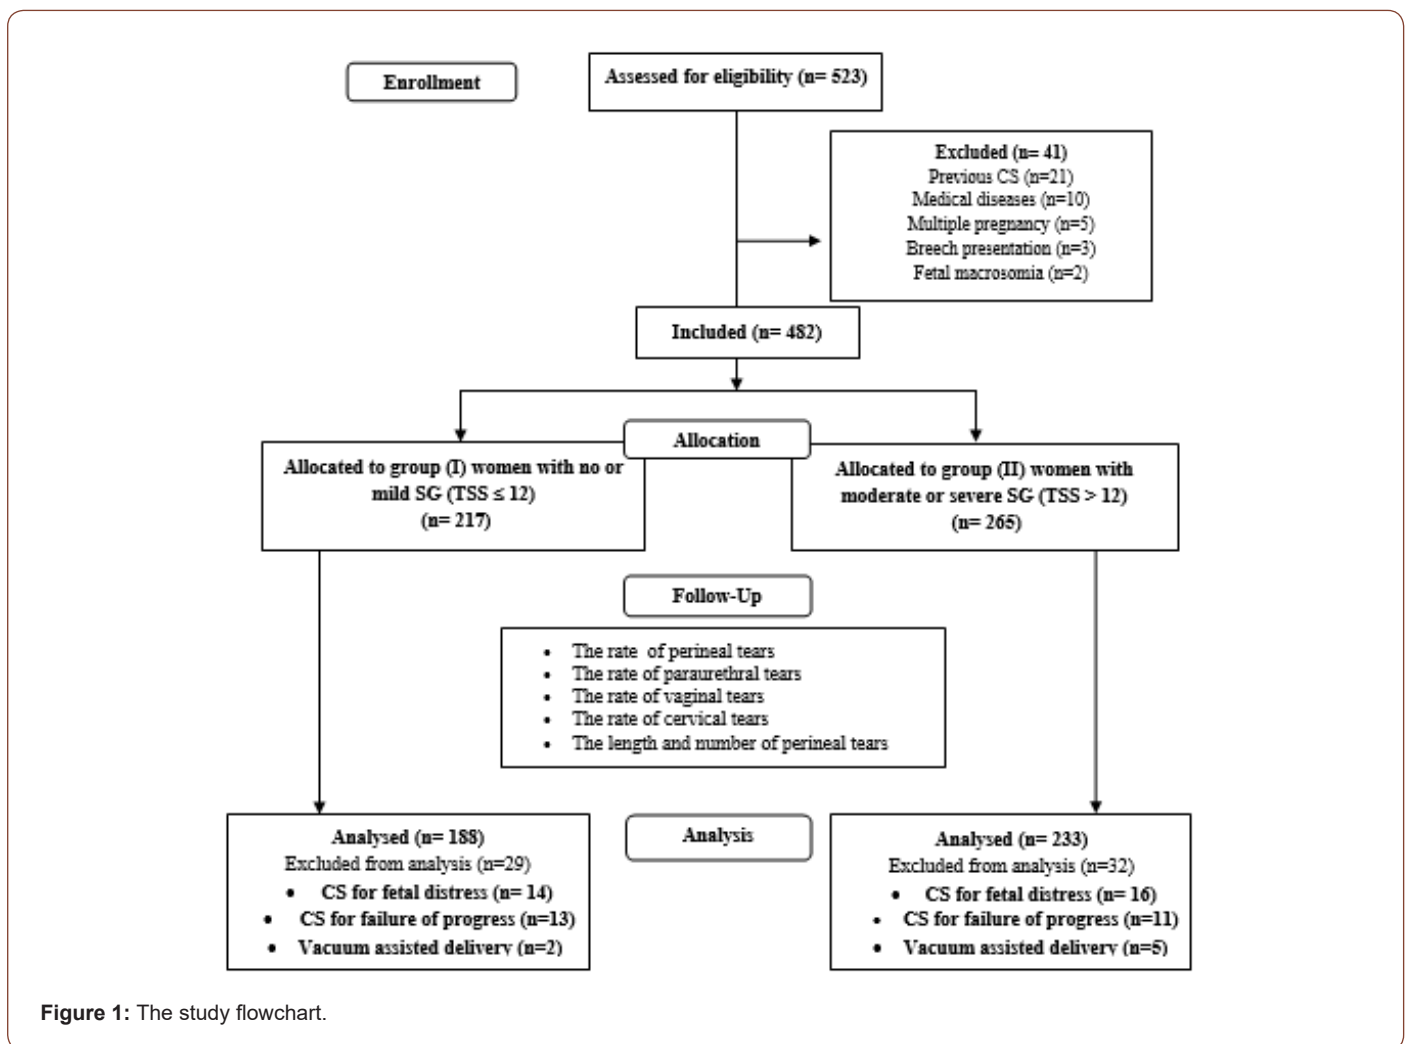 Enrollment
Assessed for eligibility (n= 523)
Excluded (n= 41)
Previous CS (n=21)
Medical diseases (n=10)
Multiple pregnancy (n=5)
Breech presentation (n=3)
Fetal macrosomia (n=2)
Included (n= 482)
Allocation
Allocated to group (I) women with no or
mild SG (TSS ≤ 12)
(n= 217)
Allocated to group (II) women with
moderate or severe SG (TSS > 12)
(n= 265)
Follow-Up
• The rate of perineal tears
• The rate of paraurethral tears
• The rate of vaginal tears
• The rate of cervical tears
• The length and number of perineal tears
Analysis
Analysed (n= 188)
Excluded from analysis (n=29)
• CS for fetal distress (n= 14)
• CS for failure of progress (n=13)
• Vacuum assisted delivery (n=2)
Analysed (n= 233)
Excluded from analysis (n=32)
• CS for fetal distress (n= 16)
• CS for failure of progress (n=11)
• Vacuum assisted delivery (n=5)
Figure 1: The study flowchart.